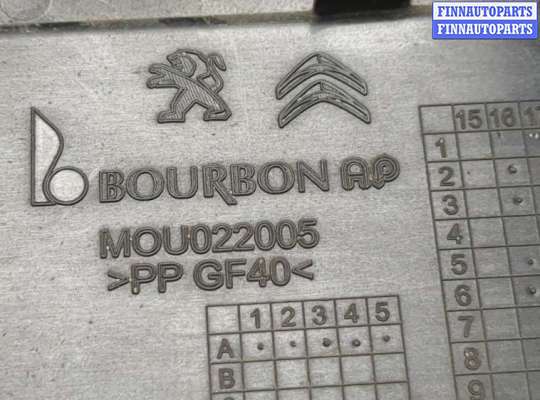 FINNAUTOPARTS
FINNAUTOPARTS
BOURBON AP
MOU022005
>PP GF40<
15 16
1
2
3
4
5
6
7
8
9
1 2 3 4 5
A
B